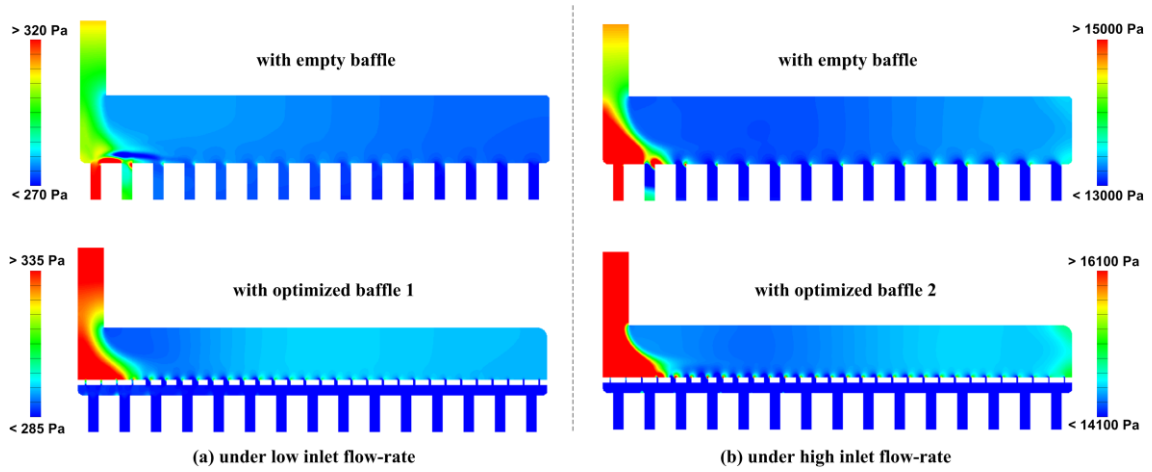 > 320 Pa
with empty baffle
< 270 Pa
> 15000 Pa
with empty baffle
< 13000 Pa
> 335 Pa
with optimized baffle 1
< 285 Pa
> 16100 Pa
with optimized baffle 2
< 14100 Pa
(a) under low inlet flow-rate
(b) under high inlet flow-rate